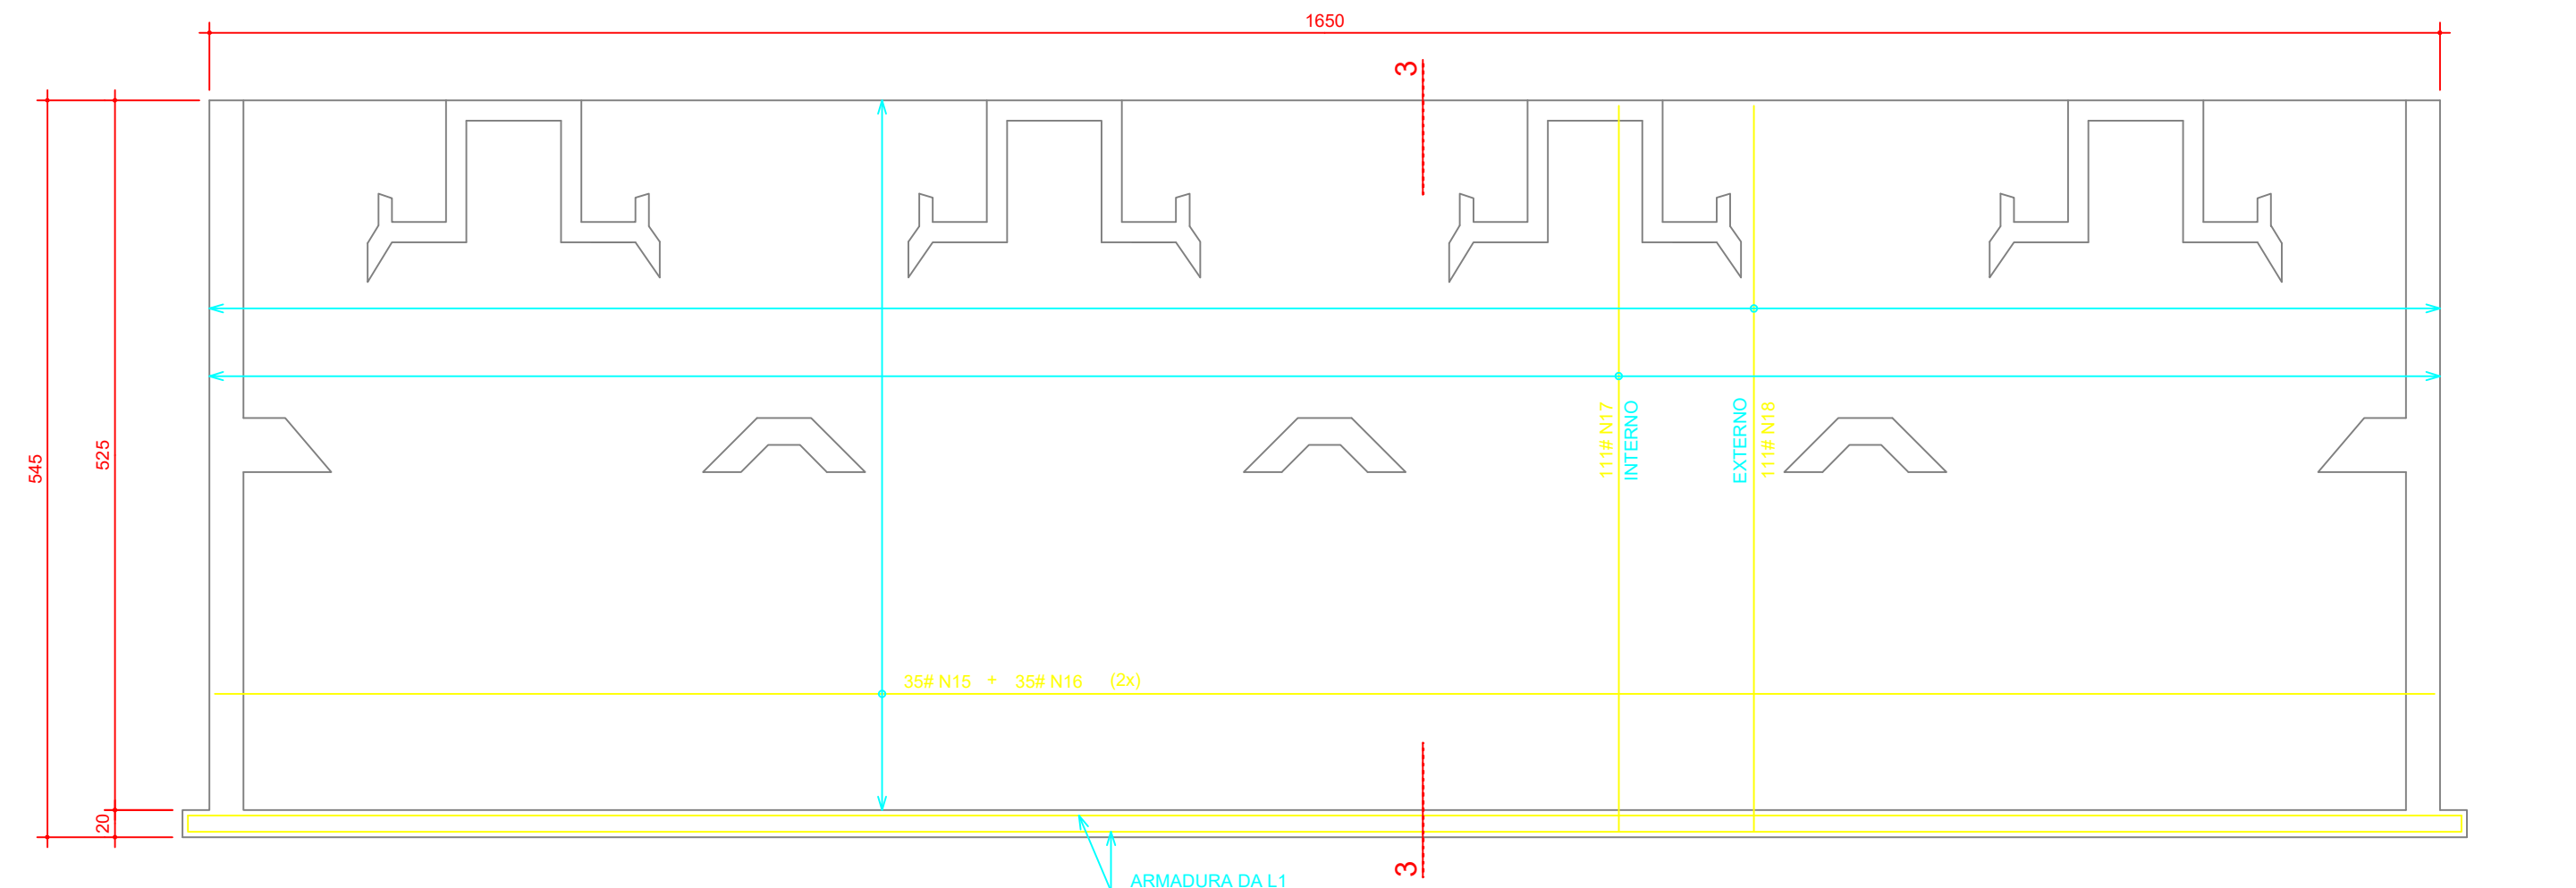 1650
3
545
525
111# N17
INTERNO
EXTERNO
111# N18
35# N15 + 35# N16 (2x)
20
3
ARMADURA DA L1